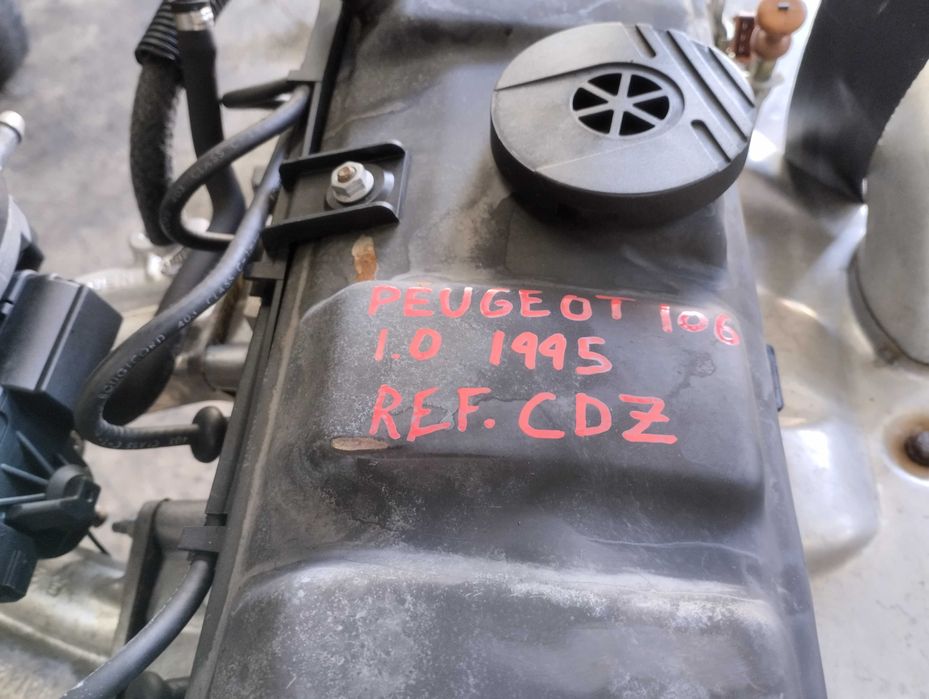 PEUGEOT 106
1.0 1995
REF. CDZ